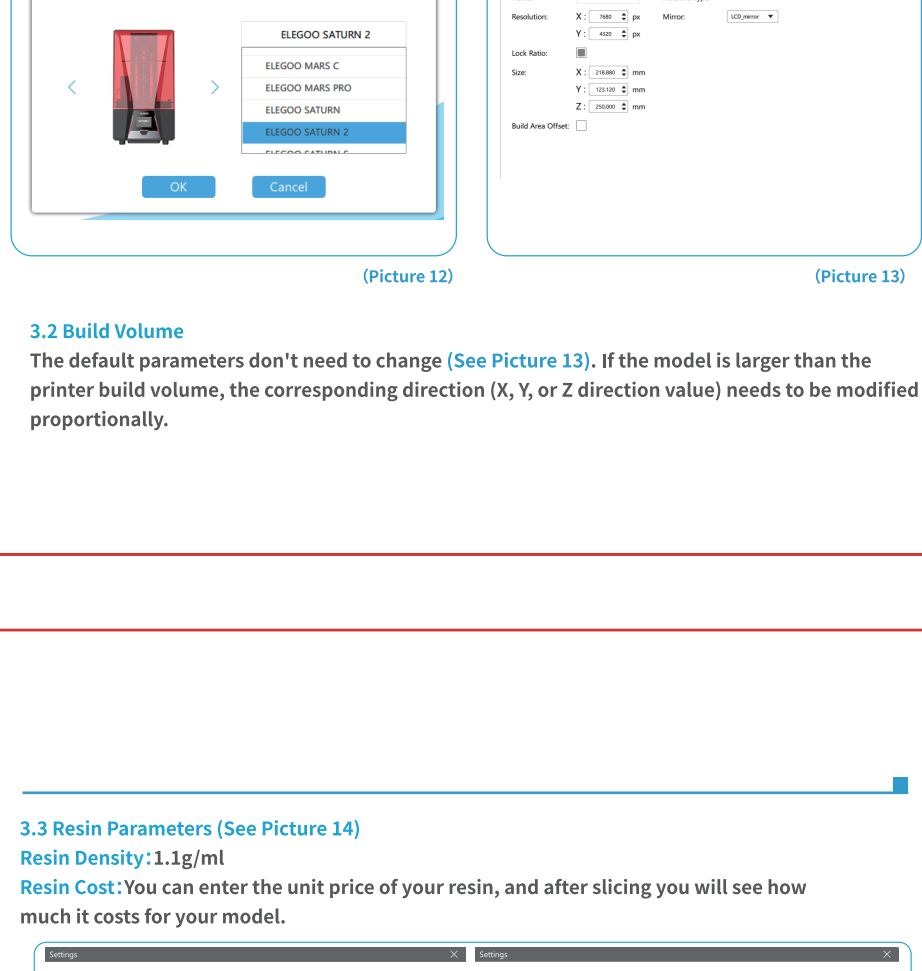 ELEGOO SATURN 2
ELEGOO MARS C
ELEGOO MARS PRO
ELEGOO SATURN
ELEGOO SATURN 2
OK
Cancel
Resolution:
X : 7680 px
Mirror:
LCD_mirror
Y : 4320 px
Lock Ratio:
Size:
X : 218.880 mm
Y : 123.120 mm
Z : 250.000 mm
Build Area Offset:
(Picture 12)
(Picture 13)
3.2 Build Volume
The default parameters don't need to change (See Picture 13). If the model is larger than the
printer build volume, the corresponding direction (X, Y, or Z direction value) needs to be modified
proportionally.
3.3 Resin Parameters (See Picture 14)
Resin Density:1.1g/ml
Resin Cost:You can enter the unit price of your resin, and after slicing you will see how
much it costs for your model.
Settings
Settings